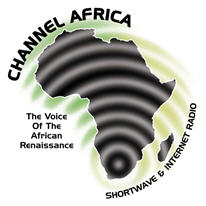 CHANNEL AFRICA
The Voice
Of The
African
Renaissance
SHORTWAVE & INTERNET RADIO